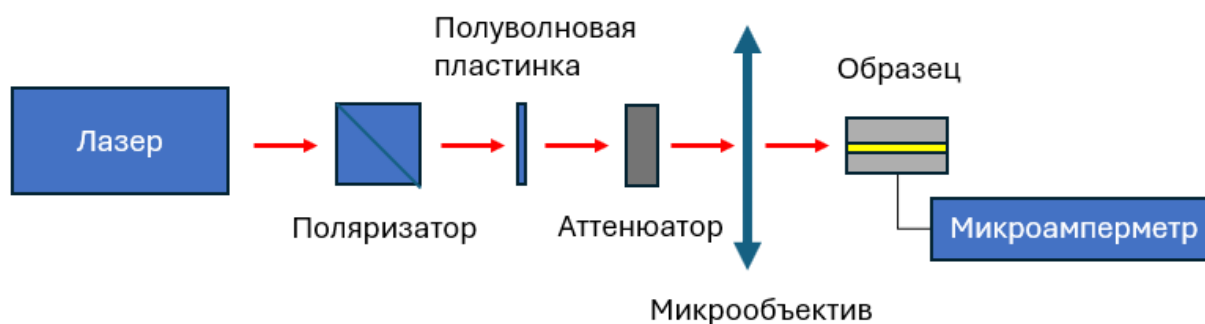 Полуволновая
пластинка
Образец
Лазер
Поляризатор
Аттенюатор
Микроамперметр
Микрообъектив